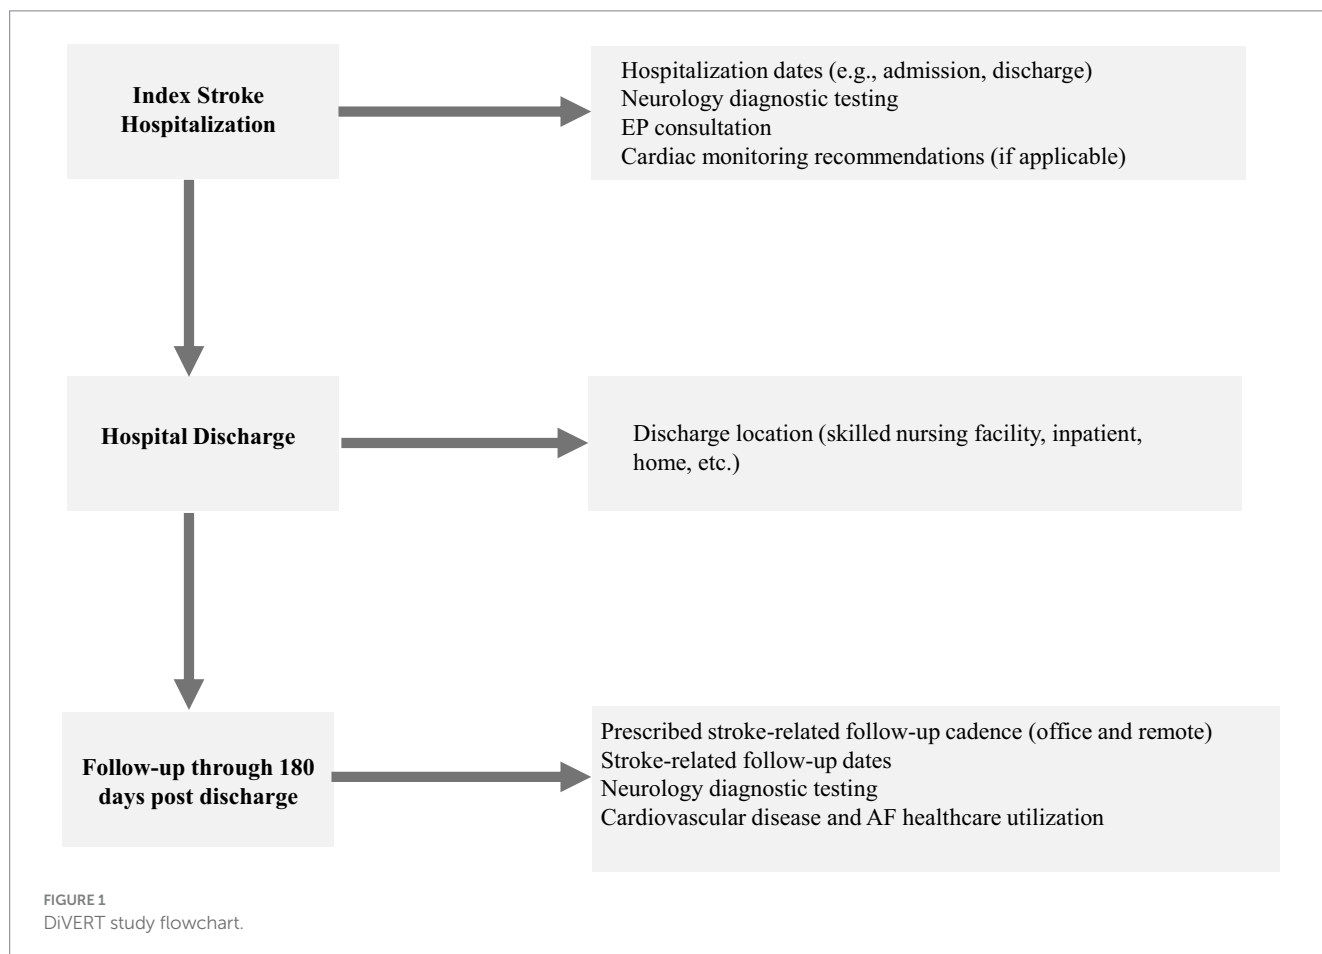 Index Stroke
Hospitalization
Hospitalization dates (e.g., admission, discharge)
Neurology diagnostic testing
EP consultation
Cardiac monitoring recommendations (if applicable)
Hospital Discharge
Discharge location (skilled nursing facility, inpatient,
home, etc.)
Follow-up through 180
days post discharge
Prescribed stroke-related follow-up cadence (office and remote)
Stroke-related follow-up dates
Neurology diagnostic testing
Cardiovascular disease and AF healthcare utilization
FIGURE 1
DiVERT study flowchart.